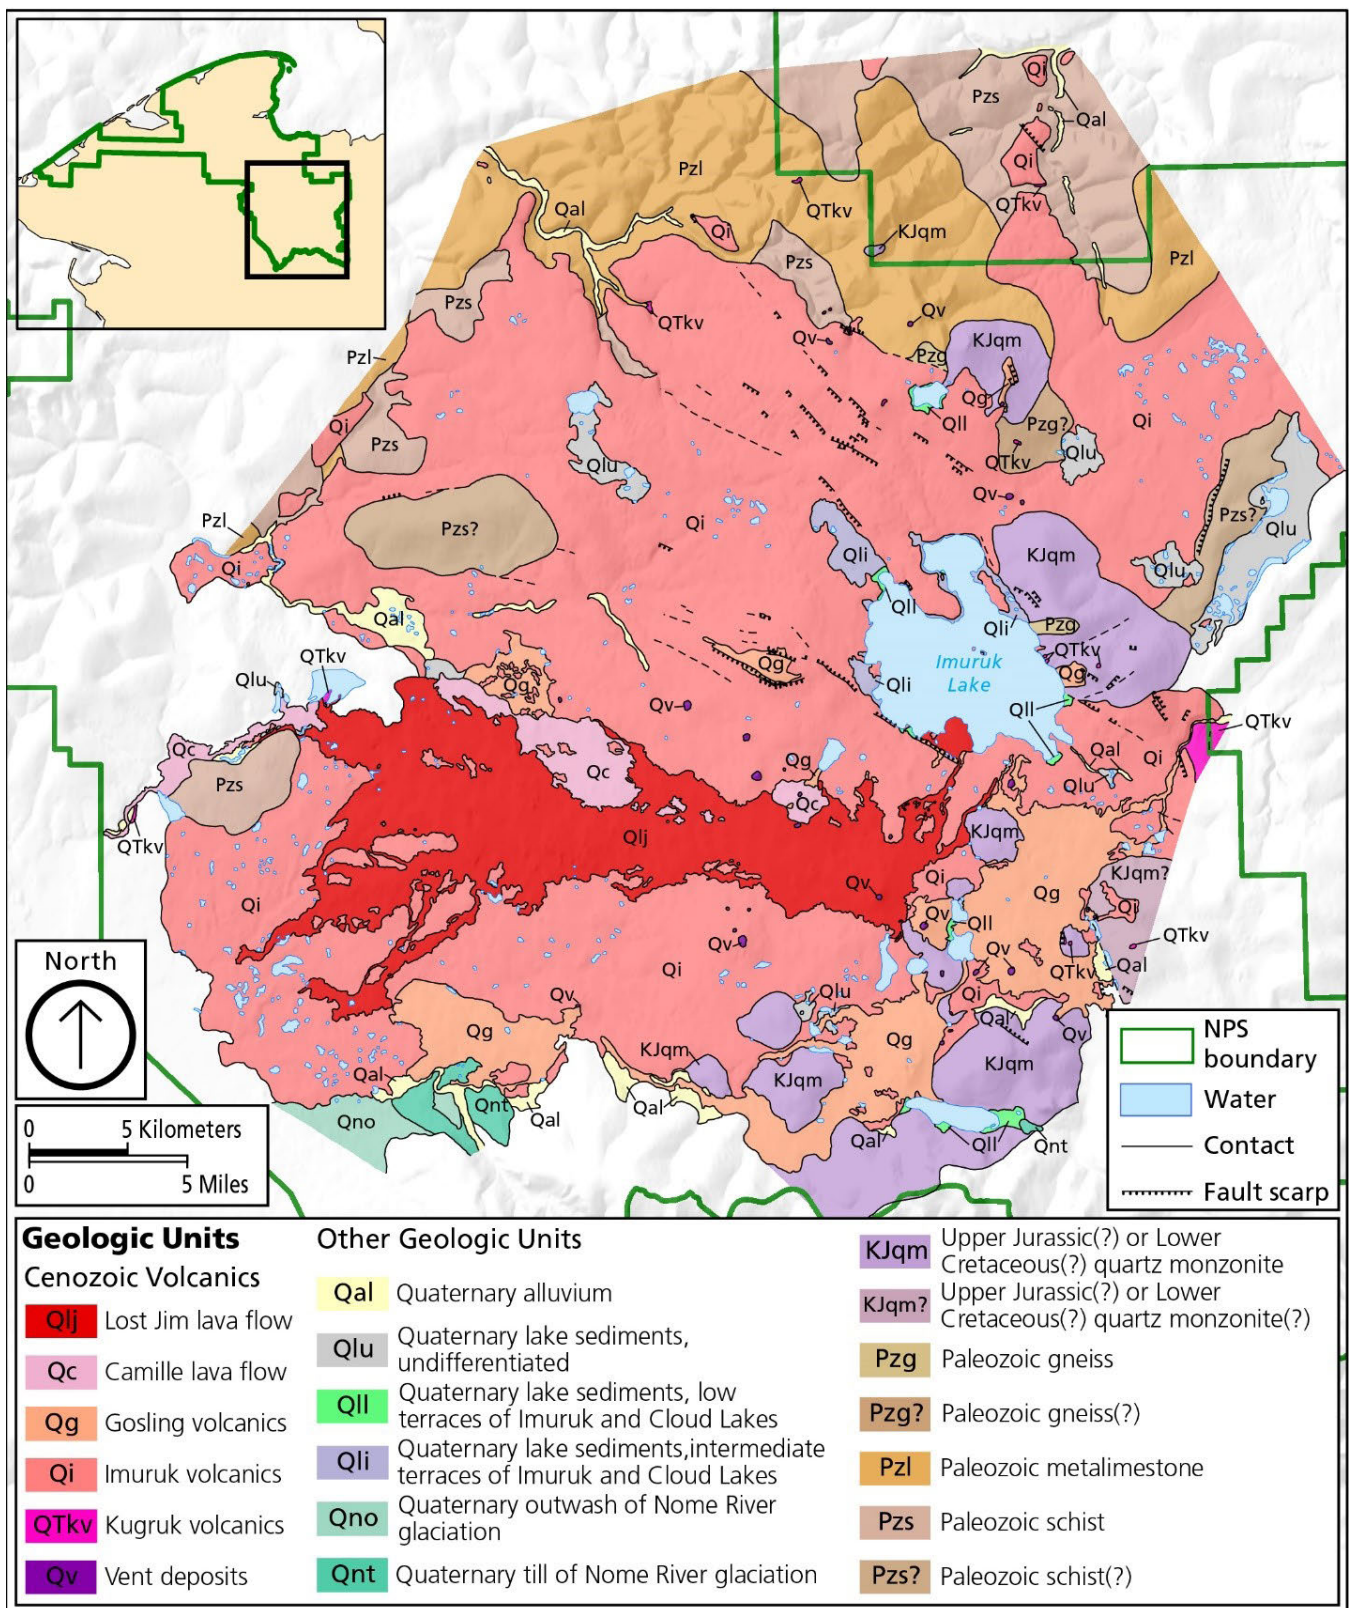 Qi
Pzs
Qal
Pzl
Qi
QTkv
QTkv
Qal
Qi
KJqm
Pzs
Pzl
Pzs
QTkv
Qv
Qv
KJqm
Pzl
Pzg
Qg
Qi
Qi
Qll
Pzg?
Pzs
Qlu
QTkv
Qlu
Qv
Pzs?
Qi
Pzs?
Qlu
Pzl
KJqm
Qli
Qi
Qlu
Qll
Qal
Qli
Pzg
QTkv
QTkv
Imuruk
Lake
Qg
Qg
Qlu
Qg
Qli
Qv
Qll
QTkv
Qc
Qal
Qi
Qg
Qc
Pzs
Qlu
Qc
QTkv
Qlj
KJqm
KJqm?
Qi
Qv
Qg
Qi
Qi
Qv
Qll
Qv
Qv
QTkv
North
Qi
QTkv
Qal
Qlu
Qi
Qv
Qg
Qal
Qv
Qg
KJqm
KJqm
Qal
KJqm
Qnt
Qal
Qno
Qal
Qal
Qll
Qnt
NPS
boundary
Water
Contact
Fault scarp
0 5 Kilometers
0 5 Miles
Geologic Units
Cenozoic Volcanics
Qlj Lost Jim lava flow
Qc Camille lava flow
Qg Gosling volcanics
Qi Imuruk volcanics
QTkv Kugruk volcanics
Qv Vent deposits
Other Geologic Units
Qal Quaternary alluvium
Qlu Quaternary lake sediments,
undifferentiated
Qll Quaternary lake sediments, low
terraces of Imuruk and Cloud Lakes
Qli Quaternary lake sediments,intermediate
terraces of Imuruk and Cloud Lakes
Qno Quaternary outwash of Nome River
glaciation
Qnt Quaternary till of Nome River glaciation
KJqm Upper Jurassic(?) or Lower
Cretaceous(?) quartz monzonite
KJqm? Upper Jurassic(?) or Lower
Cretaceous(?) quartz monzonite(?)
Pzg Paleozoic gneiss
Pzg? Paleozoic gneiss(?)
Pzl Paleozoic metalimestone
Pzs Paleozoic schist
Pzs? Paleozoic schist(?)